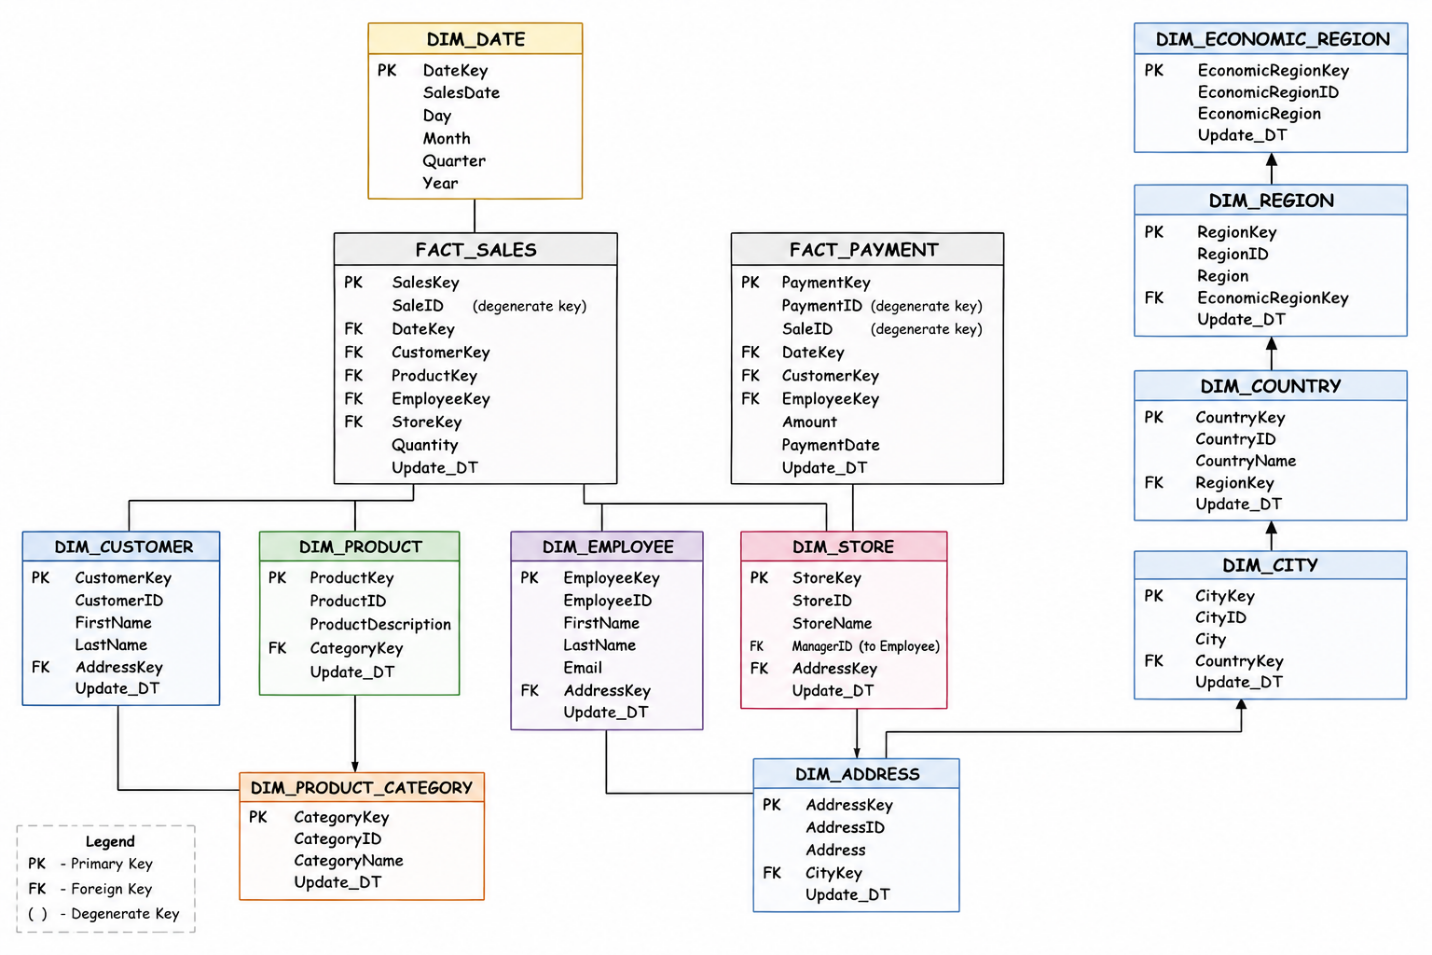 DIM_DATE
PK DateKey
SalesDate
Day
Month
Quarter
Year
FACT_SALES
PK SalesKey
SaleID (degenerate key)
FK DateKey
FK CustomerKey
FK ProductKey
FK EmployeeKey
FK StoreKey
Quantity
Update_DT
FACT_PAYMENT
PK PaymentKey
PaymentID (degenerate key)
SaleID (degenerate key)
FK DateKey
FK CustomerKey
FK EmployeeKey
Amount
PaymentDate
Update_DT
DIM_ECONOMIC_REGION
PK EconomicRegionKey
EconomicRegionID
EconomicRegion
Update_DT
DIM_REGION
PK RegionKey
RegionID
Region
FK EconomicRegionKey
Update_DT
DIM_COUNTRY
PK CountryKey
CountryID
CountryName
FK RegionKey
Update_DT
DIM_CITY
PK CityKey
CityID
City
FK CountryKey
Update_DT
DIM_CUSTOMER
PK CustomerKey
CustomerID
FirstName
LastName
FK AddressKey
Update_DT
DIM_PRODUCT
PK ProductKey
ProductID
ProductDescription
FK CategoryKey
Update_DT
DIM_EMPLOYEE
PK EmployeeKey
EmployeeID
FirstName
LastName
Email
FK AddressKey
Update_DT
DIM_STORE
PK StoreKey
StoreID
StoreName
FK ManagerID (to Employee)
FK AddressKey
Update_DT
DIM_PRODUCT_CATEGORY
PK CategoryKey
CategoryID
CategoryName
Update_DT
DIM_ADDRESS
PK AddressKey
AddressID
Address
FK CityKey
Update_DT
Legend
PK - Primary Key
FK - Foreign Key
( ) - Degenerate Key